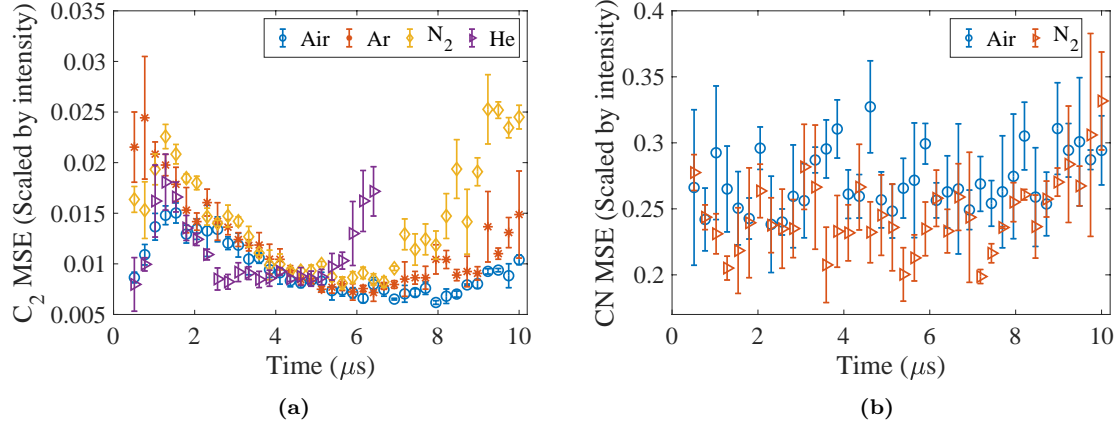 Air Ar N₂ He
C₂ MSE (Scaled by intensity)
0.035
0.03
0.025
0.02
0.015
0.01
0.005
0 2 4 6 8 10
Time (μs)
(a)
Air N₂
CN MSE (Scaled by intensity)
0.4
0.35
0.3
0.25
0.2
0 2 4 6 8 10
Time (μs)
(b)